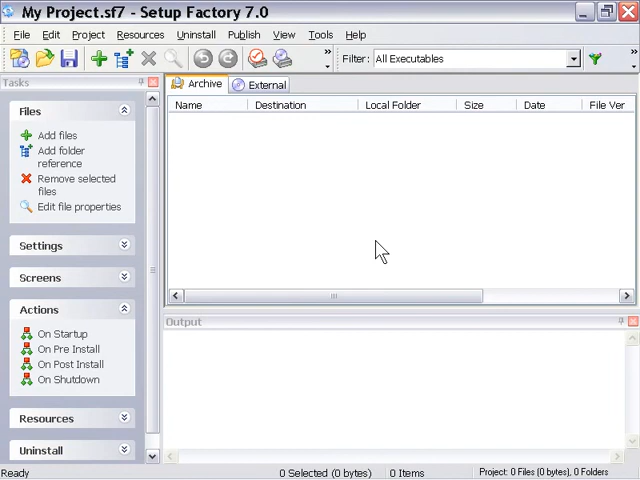 My Project.sf7 - Setup Factory 7.0
File Edit Project Resources Uninstall Publish View Tools Help
Filter: All Executables
Tasks
Archive External
Name Destination Local Folder Size Date File Ver
Files
Add files
Add folder
reference
Remove selected
files
Edit file properties
Settings
Screens
Actions
On Startup
On Pre Install
On Post Install
On Shutdown
Resources
Uninstall
Output
Ready 0 Selected (0 bytes) 0 Items Project: 0 Files (0 bytes), 0 Folders